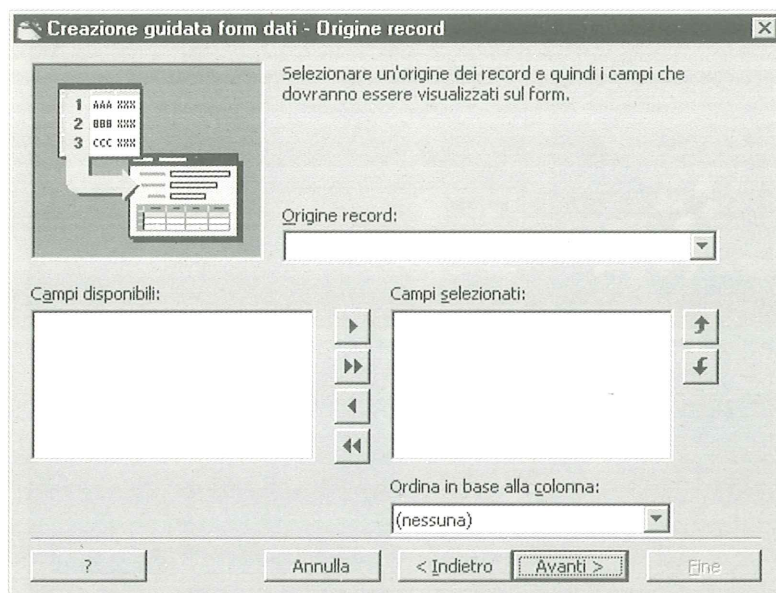 Creazione guidata form dati - Origine record
1 AAA XXX
2 BBB XXX
3 CCC XXX
Selezionare un'origine dei record e quindi i campi che
dovranno essere visualizzati sul form.
Origine record:
Campi disponibili:
Campi selezionati:
Ordina in base alla colonna:
(nessuna)
?
Annulla
< Indietro
Avanti >
Fine